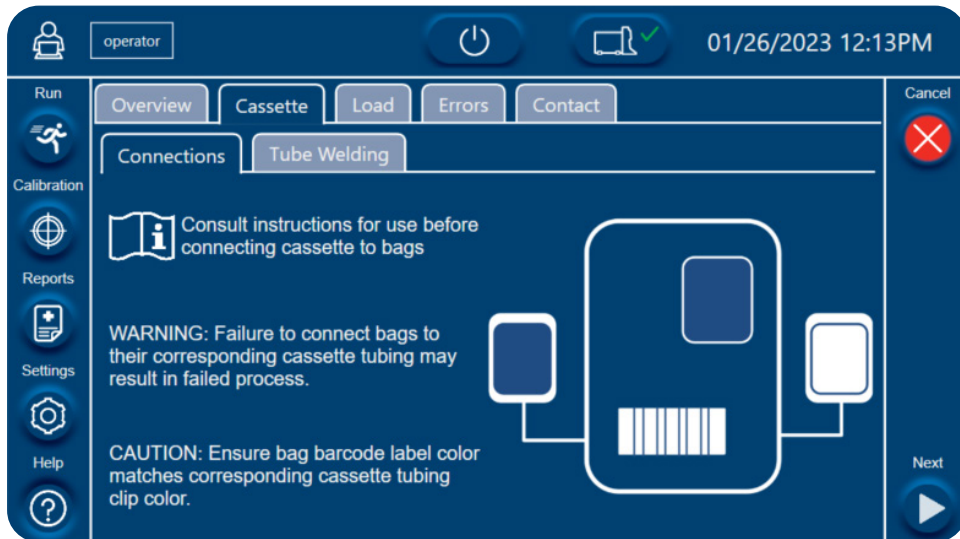 operator
01/26/2023 12:13PM
Run
Calibration
Reports
Settings
Help
Overview
Cassette
Load
Errors
Contact
Connections
Tube Welding
Consult instructions for use before
connecting cassette to bags
WARNING: Failure to connect bags to
their corresponding cassette tubing may
result in failed process.
CAUTION: Ensure bag barcode label color
matches corresponding cassette tubing
clip color.
Cancel
Next